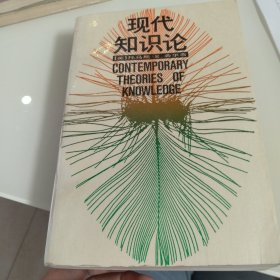 现代
知识论
CONTEMPORARY
THEORIES OF
KNOWLEDGE